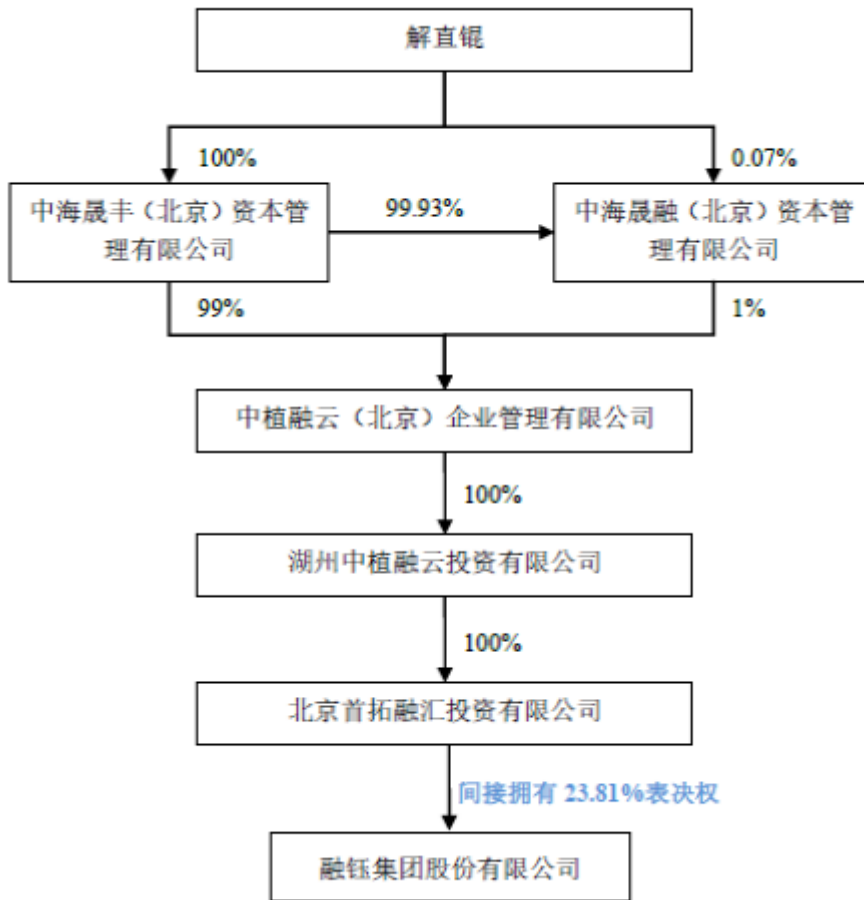 解直锟
100%
0.07%
中海晟丰（北京）资本管
理有限公司
99.93%
中海晟融（北京）资本管
理有限公司
99%
1%
中植融云（北京）企业管理有限公司
100%
湖州中植融云投资有限公司
100%
北京首拓融汇投资有限公司
间接拥有 23.81%表决权
融钰集团股份有限公司